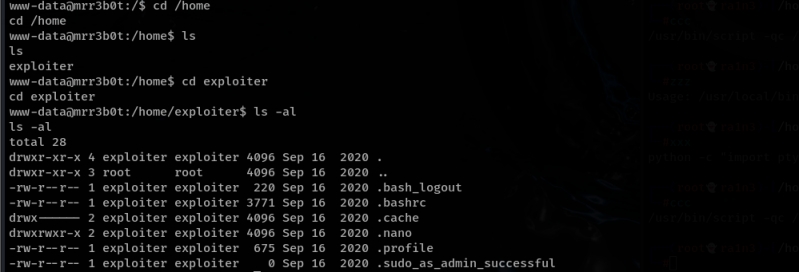 www-data@mrr3b0t:/$ cd /home
cd /home
www-data@mrr3b0t:/home$ ls
ls
exploiter
www-data@mrr3b0t:/home$ cd exploiter
cd exploiter
www-data@mrr3b0t:/home/exploiter$ ls -al
ls -al
total 28
drwxr-xr-x 4 exploiter exploiter 4096 Sep 16  2020 .
drwxr-xr-x 3 root      root      4096 Sep 16  2020 ..
-rw-r--r-- 1 exploiter exploiter  220 Sep 16  2020 .bash_logout
-rw-r--r-- 1 exploiter exploiter 3771 Sep 16  2020 .bashrc
drwx------ 2 exploiter exploiter 4096 Sep 16  2020 .cache
drwxrwxr-x 2 exploiter exploiter 4096 Sep 16  2020 .nano
-rw-r--r-- 1 exploiter exploiter  675 Sep 16  2020 .profile
-rw-r--r-- 1 exploiter exploiter    0 Sep 16  2020 .sudo_as_admin_successful